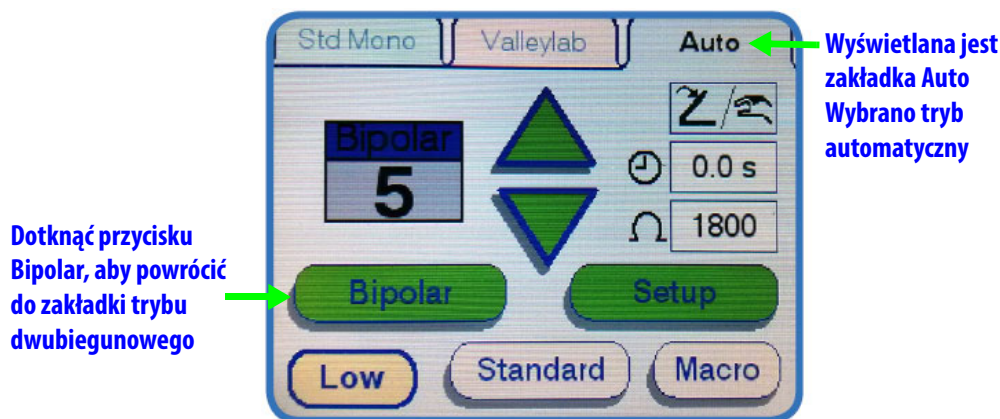 Std Mono
Valleylab
Auto
Wyświetlana jest
zakładka Auto
Wybrano tryb
automatyczny
Bipolar
5
0.0 s
Ω 1800
Dotknąć przycisku
Bipolar, aby powrócić
do zakładki trybu
dwubiegunowego
Bipolar
Setup
Low
Standard
Macro